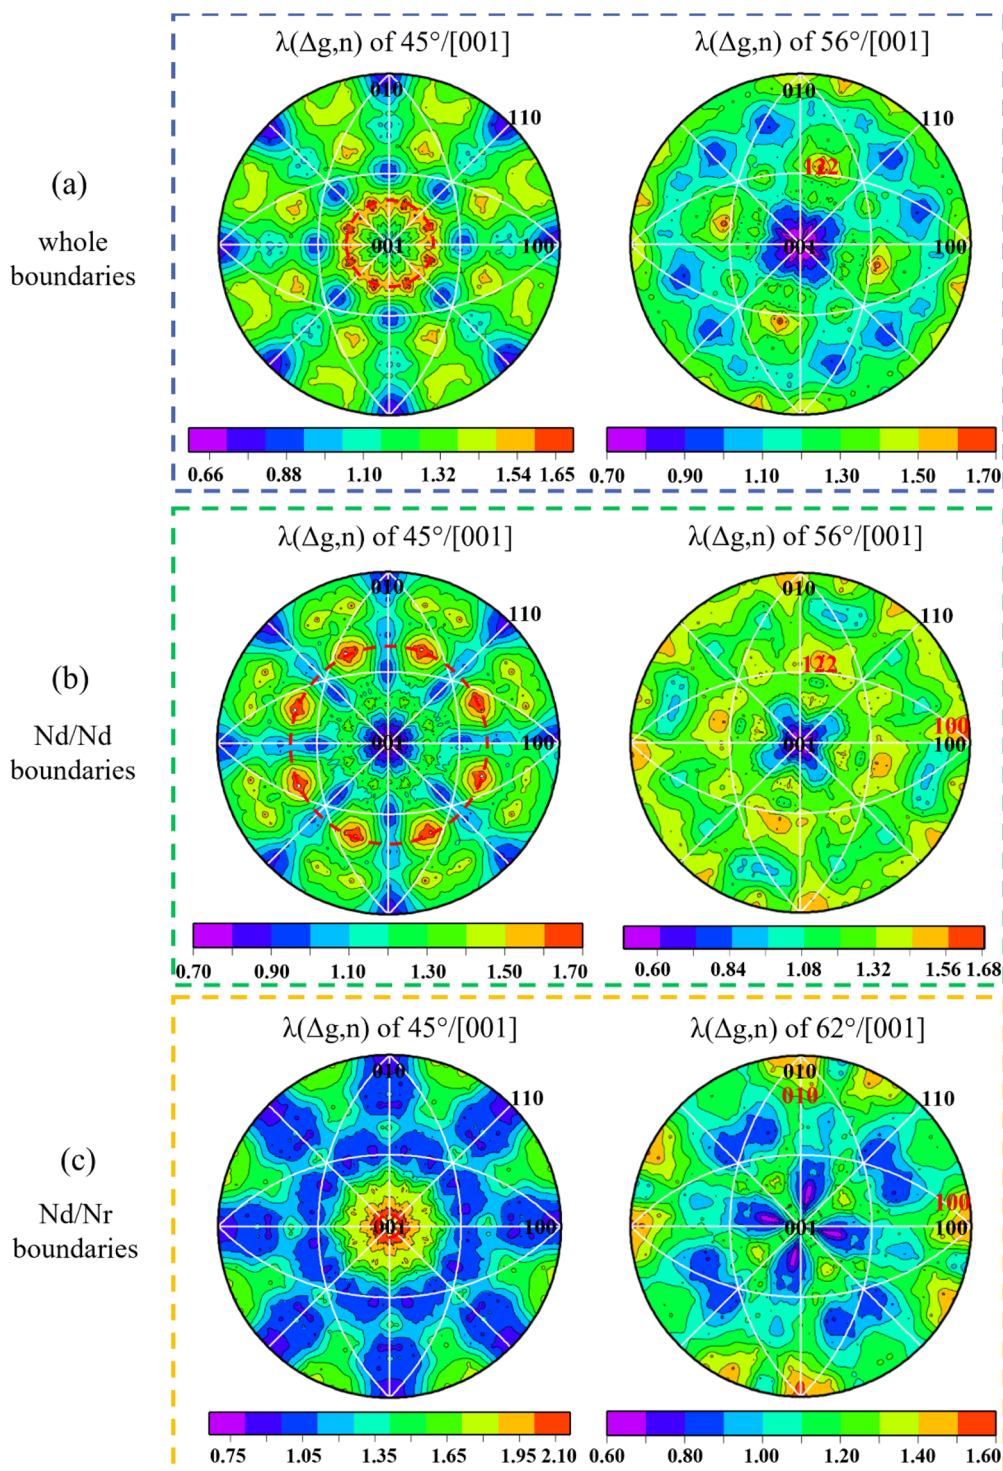 λ(Δg,n) of 45°/[001]
λ(Δg,n) of 56°/[001]
010
110
001
100
010
110
122
001
100
(a)
whole
boundaries
0.66 0.88 1.10 1.32 1.54 1.65
0.70 0.90 1.10 1.30 1.50 1.70
λ(Δg,n) of 45°/[001]
λ(Δg,n) of 56°/[001]
010
110
001
100
010
110
122
100
001
100
(b)
Nd/Nd
boundaries
0.70 0.90 1.10 1.30 1.50 1.70
0.60 0.84 1.08 1.32 1.56 1.68
λ(Δg,n) of 45°/[001]
λ(Δg,n) of 62°/[001]
010
110
001
100
010
010
110
100
001
100
(c)
Nd/Nr
boundaries
0.75 1.05 1.35 1.65 1.95 2.10
0.60 0.80 1.00 1.20 1.40 1.60